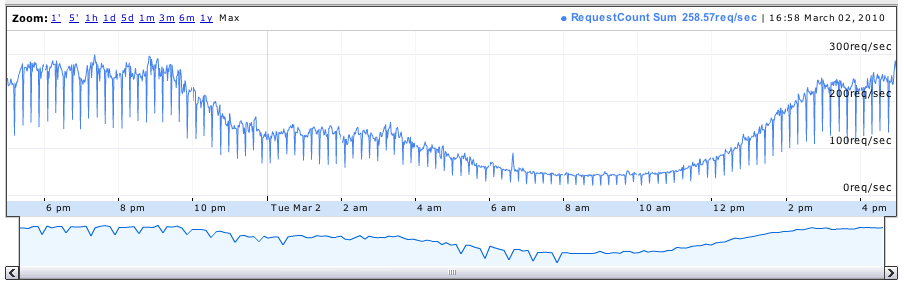 Zoom: 1' 5' 1h 1d 5d 1m 3m 6m 1y Max RequestCount Sum 258.57req/sec | 16:58 March 02, 2010
300req/sec
200req/sec
100req/sec
0req/sec
6 pm 8 pm 10 pm Tue Mar 2 2 am 4 am 6 am 8 am 10 am 12 pm 2 pm 4 pm